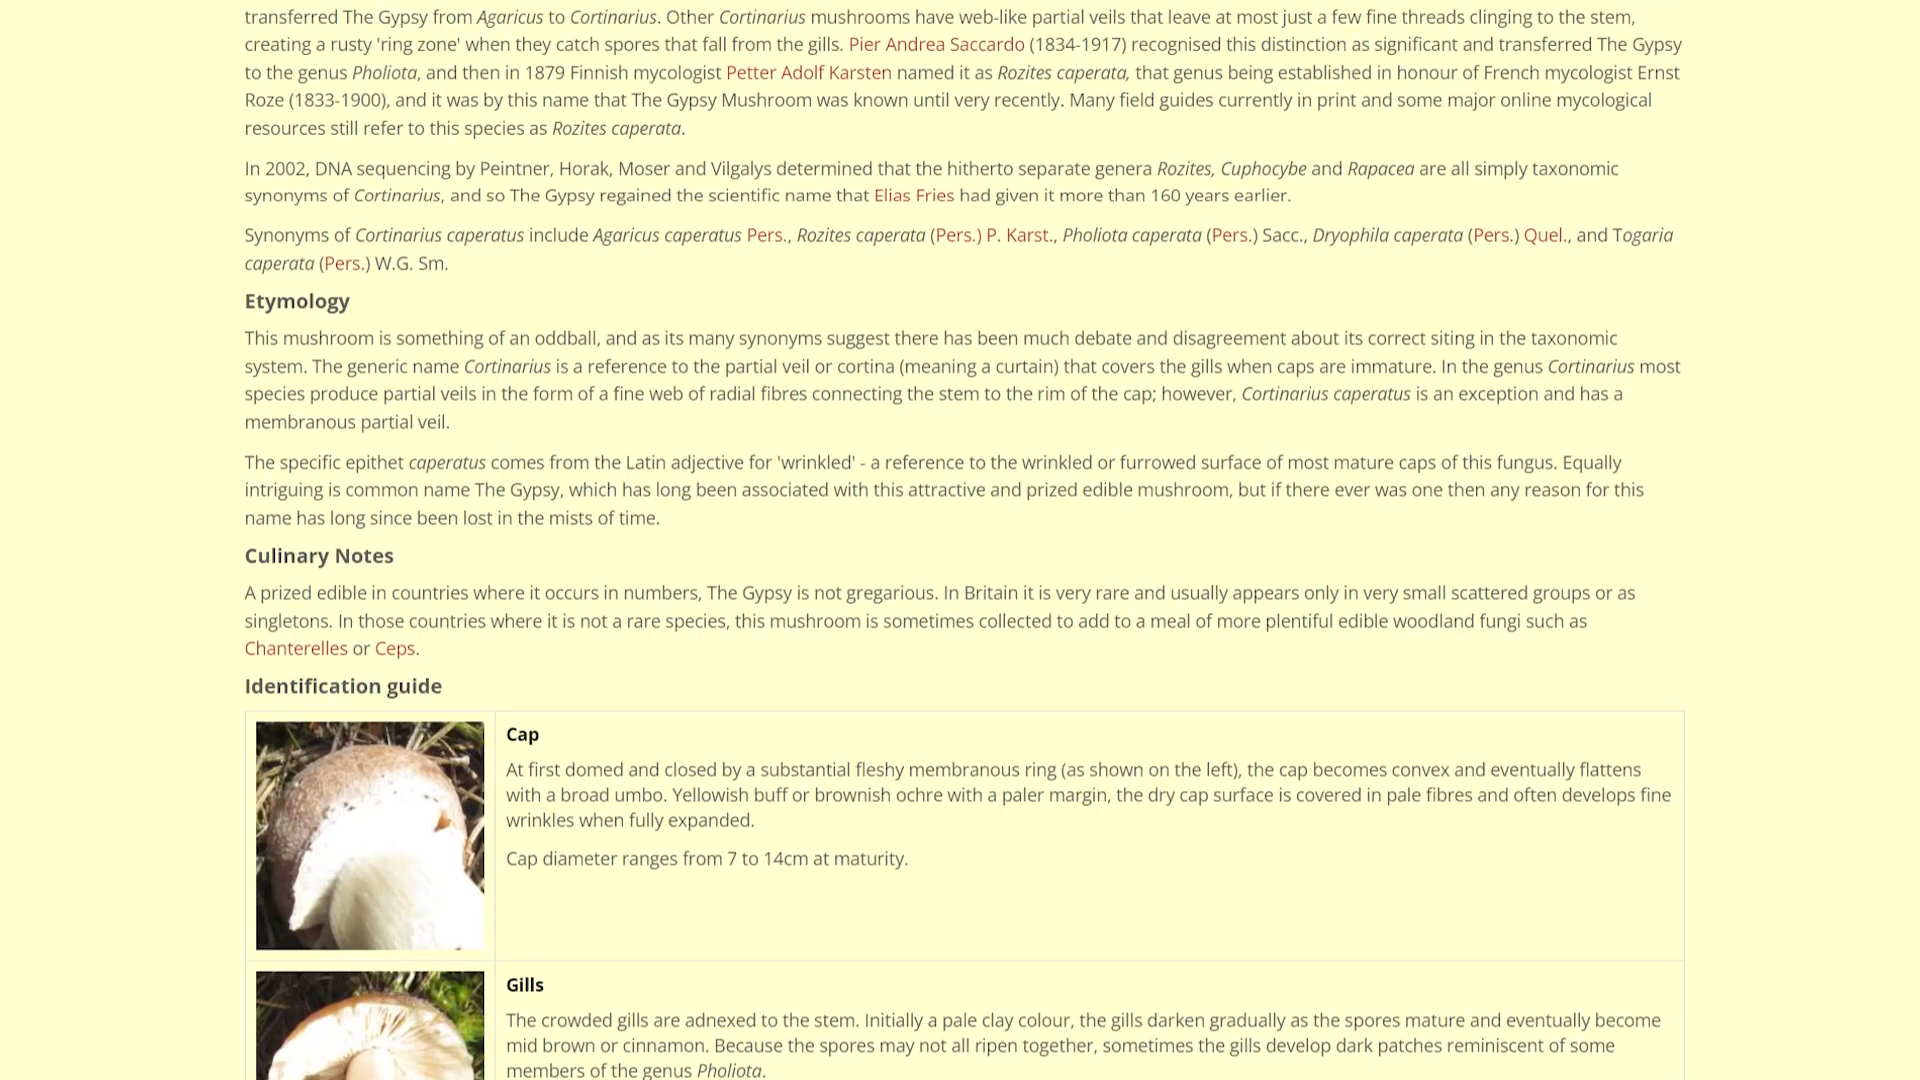 transferred The Gypsy from Agaricus to Cortinarius. Other Cortinarius mushrooms have web-like partial veils that leave at most just a few fine threads clinging to the stem,
creating a rusty 'ring zone' when they catch spores that fall from the gills. Pier Andrea Saccardo (1834-1917) recognised this distinction as significant and transferred The Gypsy
to the genus Pholiota, and then in 1879 Finnish mycologist Petter Adolf Karsten named it as Rozites caperata, that genus being established in honour of French mycologist Ernst
Roze (1833-1900), and it was by this name that The Gypsy Mushroom was known until very recently. Many field guides currently in print and some major online mycological
resources still refer to this species as Rozites caperata.
In 2002, DNA sequencing by Peintner, Horak, Moser and Vilgalys determined that the hitherto separate genera Rozites, Cuphocybe and Rapacea are all simply taxonomic
synonyms of Cortinarius, and so The Gypsy regained the scientific name that Elias Fries had given it more than 160 years earlier.
Synonyms of Cortinarius caperatus include Agaricus caperatus Pers., Rozites caperata (Pers.) P. Karst., Pholiota caperata (Pers.) Sacc., Dryophila caperata (Pers.) Quel., and Togaria
caperata (Pers.) W.G. Sm.
Etymology
This mushroom is something of an oddball, and as its many synonyms suggest there has been much debate and disagreement about its correct siting in the taxonomic
system. The generic name Cortinarius is a reference to the partial veil or cortina (meaning a curtain) that covers the gills when caps are immature. In the genus Cortinarius most
species produce partial veils in the form of a fine web of radial fibres connecting the stem to the rim of the cap; however, Cortinarius caperatus is an exception and has a
membranous partial veil.
The specific epithet caperatus comes from the Latin adjective for 'wrinkled' - a reference to the wrinkled or furrowed surface of most mature caps of this fungus. Equally
intriguing is common name The Gypsy, which has long been associated with this attractive and prized edible mushroom, but if there ever was one then any reason for this
name has long since been lost in the mists of time.
Culinary Notes
A prized edible in countries where it occurs in numbers, The Gypsy is not gregarious. In Britain it is very rare and usually appears only in very small scattered groups or as
singletons. In those countries where it is not a rare species, this mushroom is sometimes collected to add to a meal of more plentiful edible woodland fungi such as
Chanterelles or Ceps.
Identification guide
Cap
At first domed and closed by a substantial fleshy membranous ring (as shown on the left), the cap becomes convex and eventually flattens
with a broad umbo. Yellowish buff or brownish ochre with a paler margin, the dry cap surface is covered in pale fibres and often develops fine
wrinkles when fully expanded.
Cap diameter ranges from 7 to 14cm at maturity.
Gills
The crowded gills are adnexed to the stem. Initially a pale clay colour, the gills darken gradually as the spores mature and eventually become
mid brown or cinnamon. Because the spores may not all ripen together, sometimes the gills develop dark patches reminiscent of some
members of the genus Pholiota.